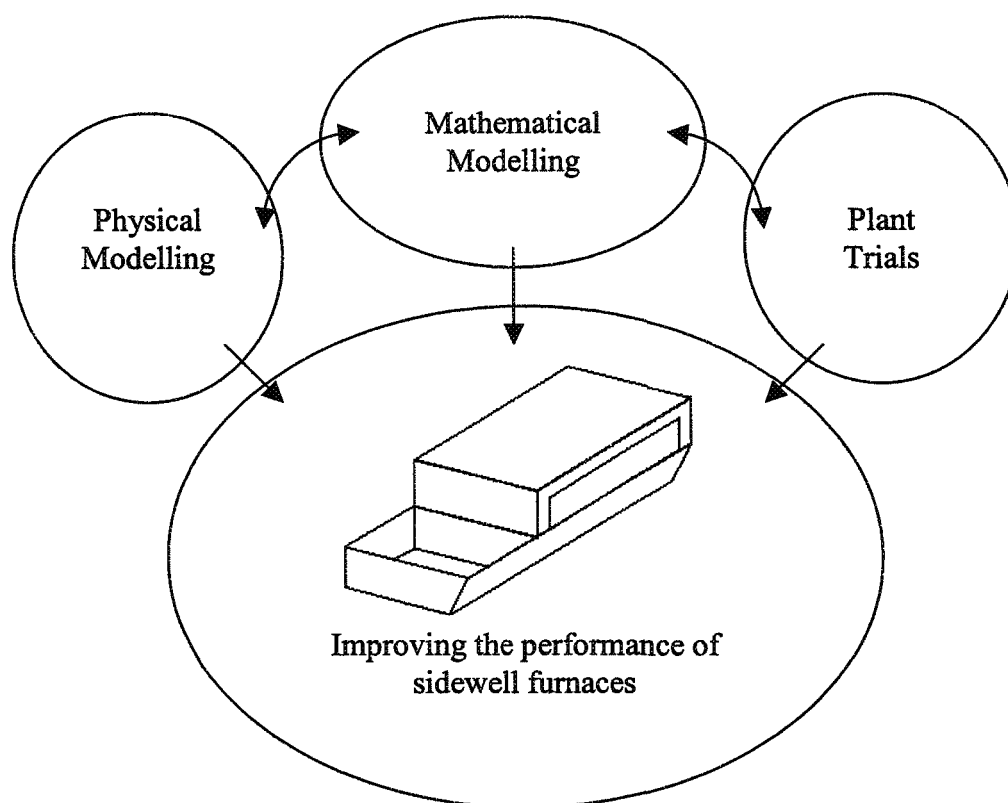 Mathematical
Modelling
Physical
Modelling
Plant
Trials
Improving the performance of
sidewell furnaces